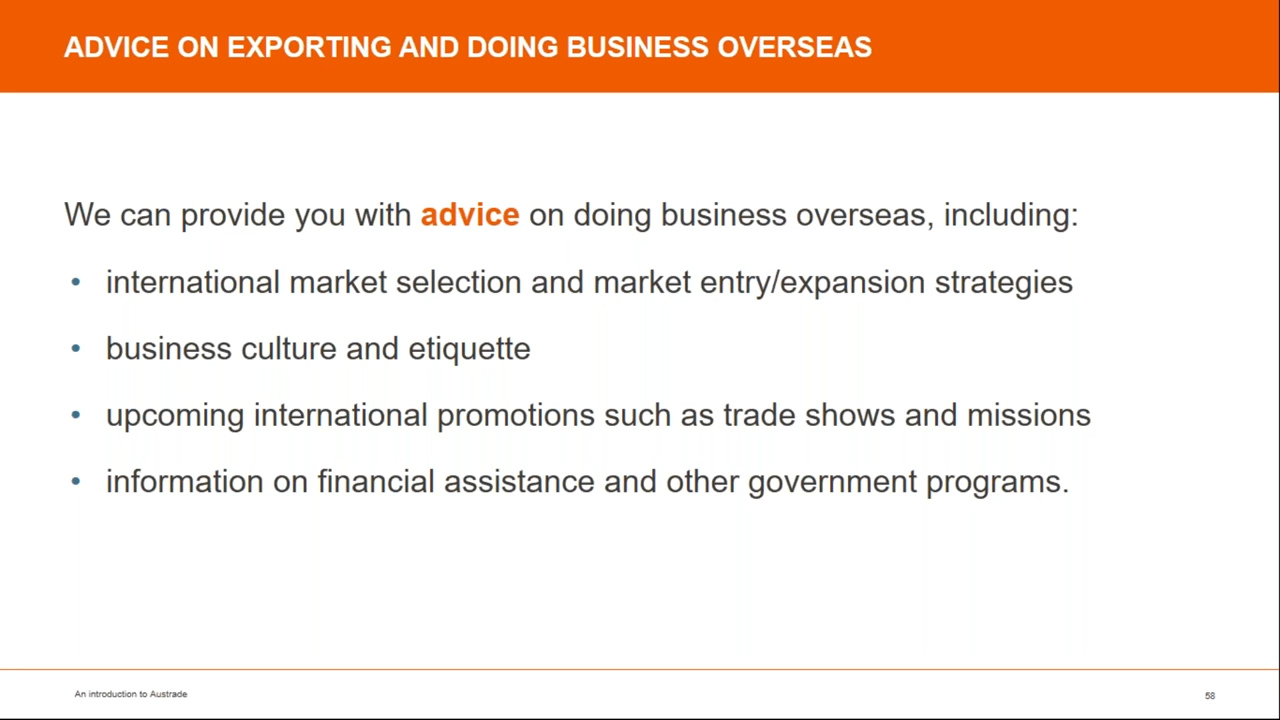 ADVICE ON EXPORTING AND DOING BUSINESS OVERSEAS
We can provide you with advice on doing business overseas, including:
• international market selection and market entry/expansion strategies
• business culture and etiquette
• upcoming international promotions such as trade shows and missions
• information on financial assistance and other government programs.
An introduction to Austrade
58